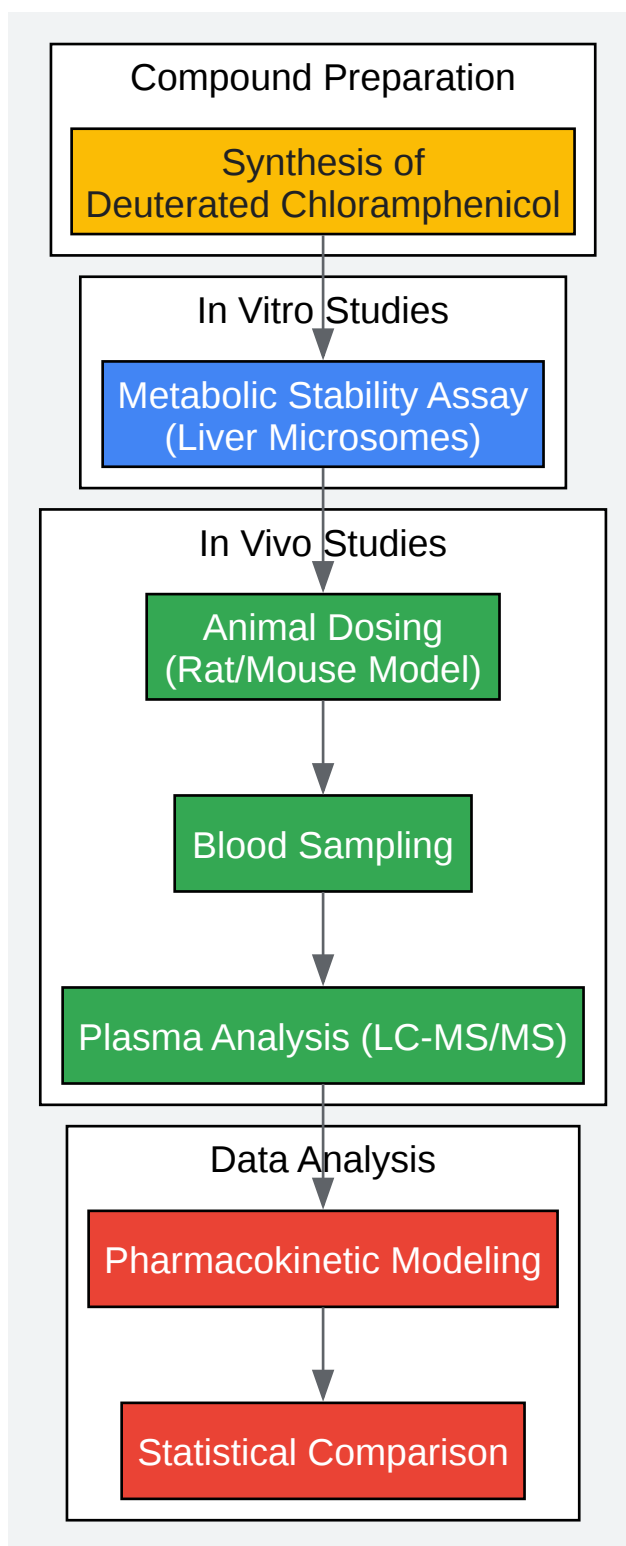 Compound Preparation
Synthesis of
Deuterated Chloramphenicol
In Vitro Studies
Metabolic Stability Assay
(Liver Microsomes)
In Vivo Studies
Animal Dosing
(Rat/Mouse Model)
Blood Sampling
Plasma Analysis (LC-MS/MS)
Data Analysis
Pharmacokinetic Modeling
Statistical Comparison